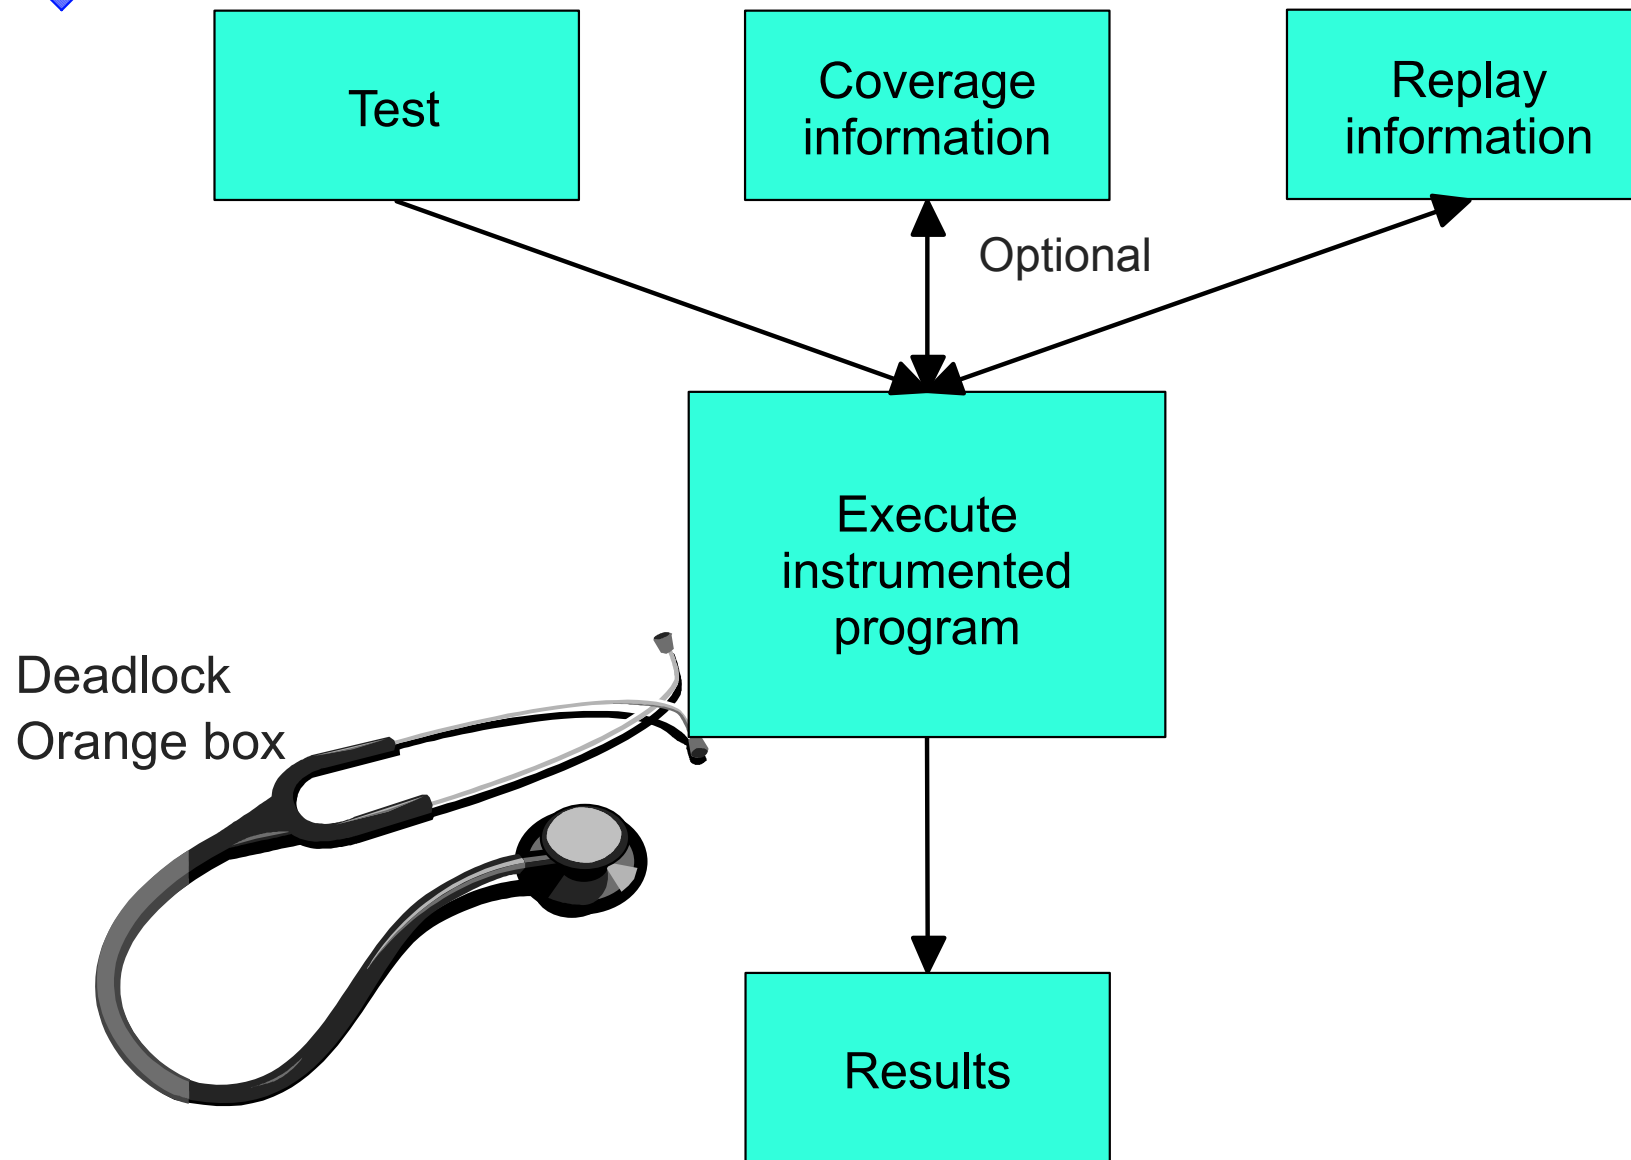 Test
Coverage
information
Replay
information
Optional
Execute
instrumented
program
Deadlock
Orange box
Results